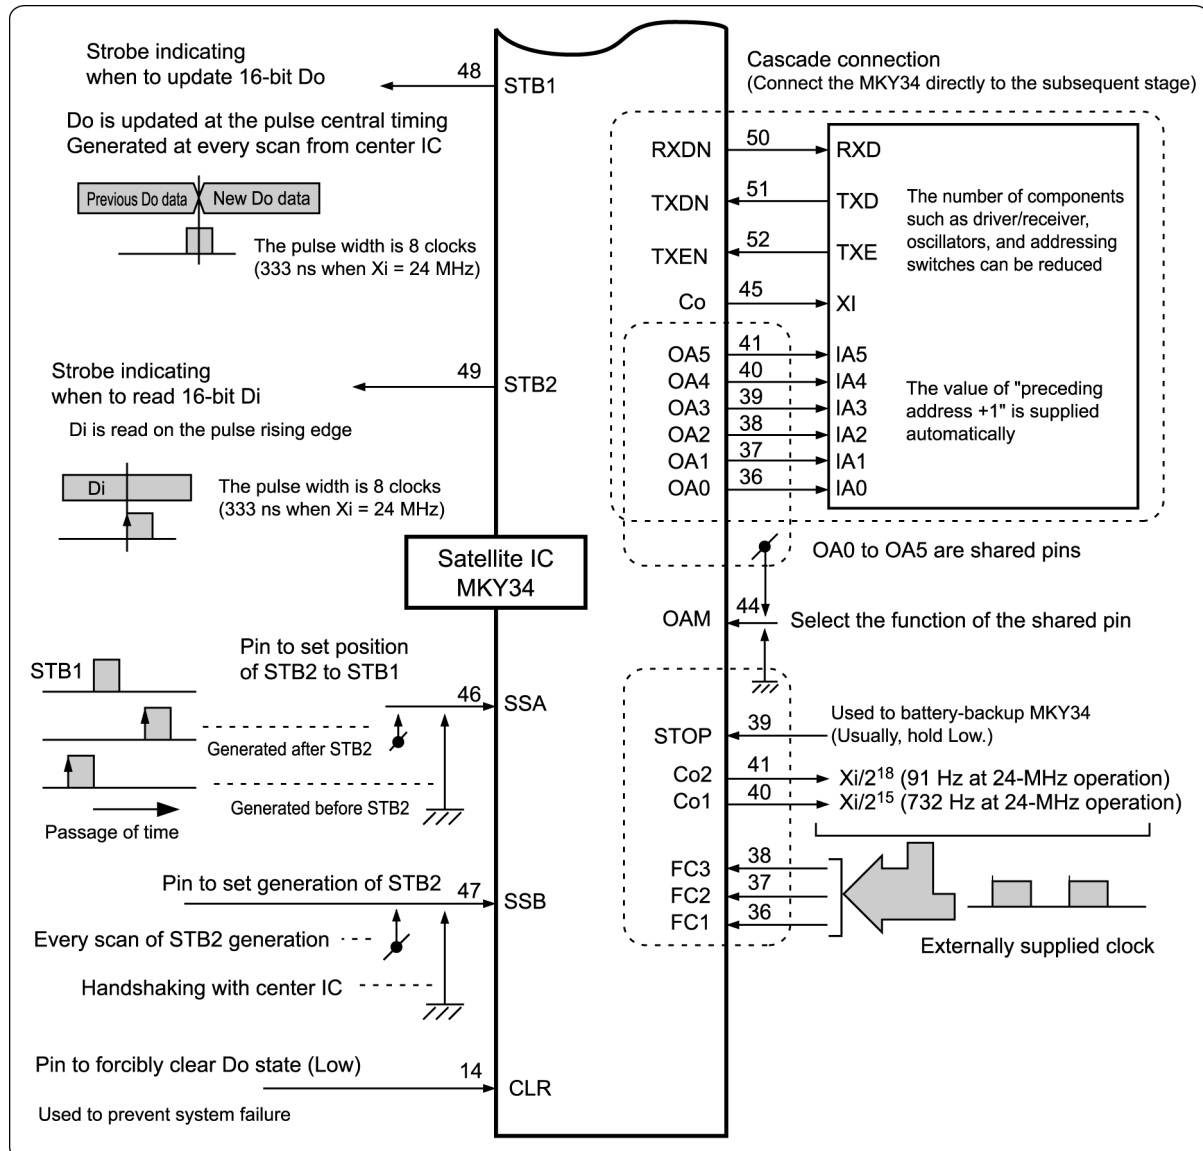 Strobe indicating
when to update 16-bit Do
48
STB1
Do is updated at the pulse central timing
Generated at every scan from center IC
Previous Do data
New Do data
The pulse width is 8 clocks
(333 ns when Xi = 24 MHz)
Strobe indicating
when to read 16-bit Di
49
STB2
Di is read on the pulse rising edge
Di
The pulse width is 8 clocks
(333 ns when Xi = 24 MHz)
Satellite IC
MKY34
Pin to set position
of STB2 to STB1
STB1
46
SSA
Generated after STB2
Generated before STB2
Passage of time
Pin to set generation of STB2
47
SSB
Every scan of STB2 generation
Handshaking with center IC
Pin to forcibly clear Do state (Low)
14
CLR
Used to prevent system failure
Cascade connection
(Connect the MKY34 directly to the subsequent stage)
RXDN 50 RXD
TXDN 51 TXD
TXEN 52 TXE
Co 45 XI
The number of components
such as driver/receiver,
oscillators, and addressing
switches can be reduced
OA5 41 IA5
OA4 40 IA4
OA3 39 IA3
OA2 38 IA2
OA1 37 IA1
OA0 36 IA0
The value of "preceding
address +1" is supplied
automatically
OA0 to OA5 are shared pins
OAM 44 Select the function of the shared pin
STOP 39
Used to battery-backup MKY34
(Usually, hold Low.)
Co2 41 Xi/2¹⁸ (91 Hz at 24-MHz operation)
Co1 40 Xi/2¹⁵ (732 Hz at 24-MHz operation)
FC3 38
FC2 37
FC1 36
Externally supplied clock